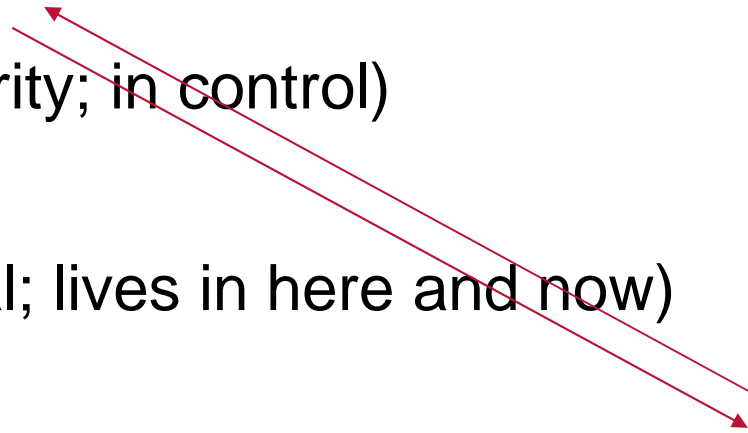 rity; in control)
l; lives in here and now)